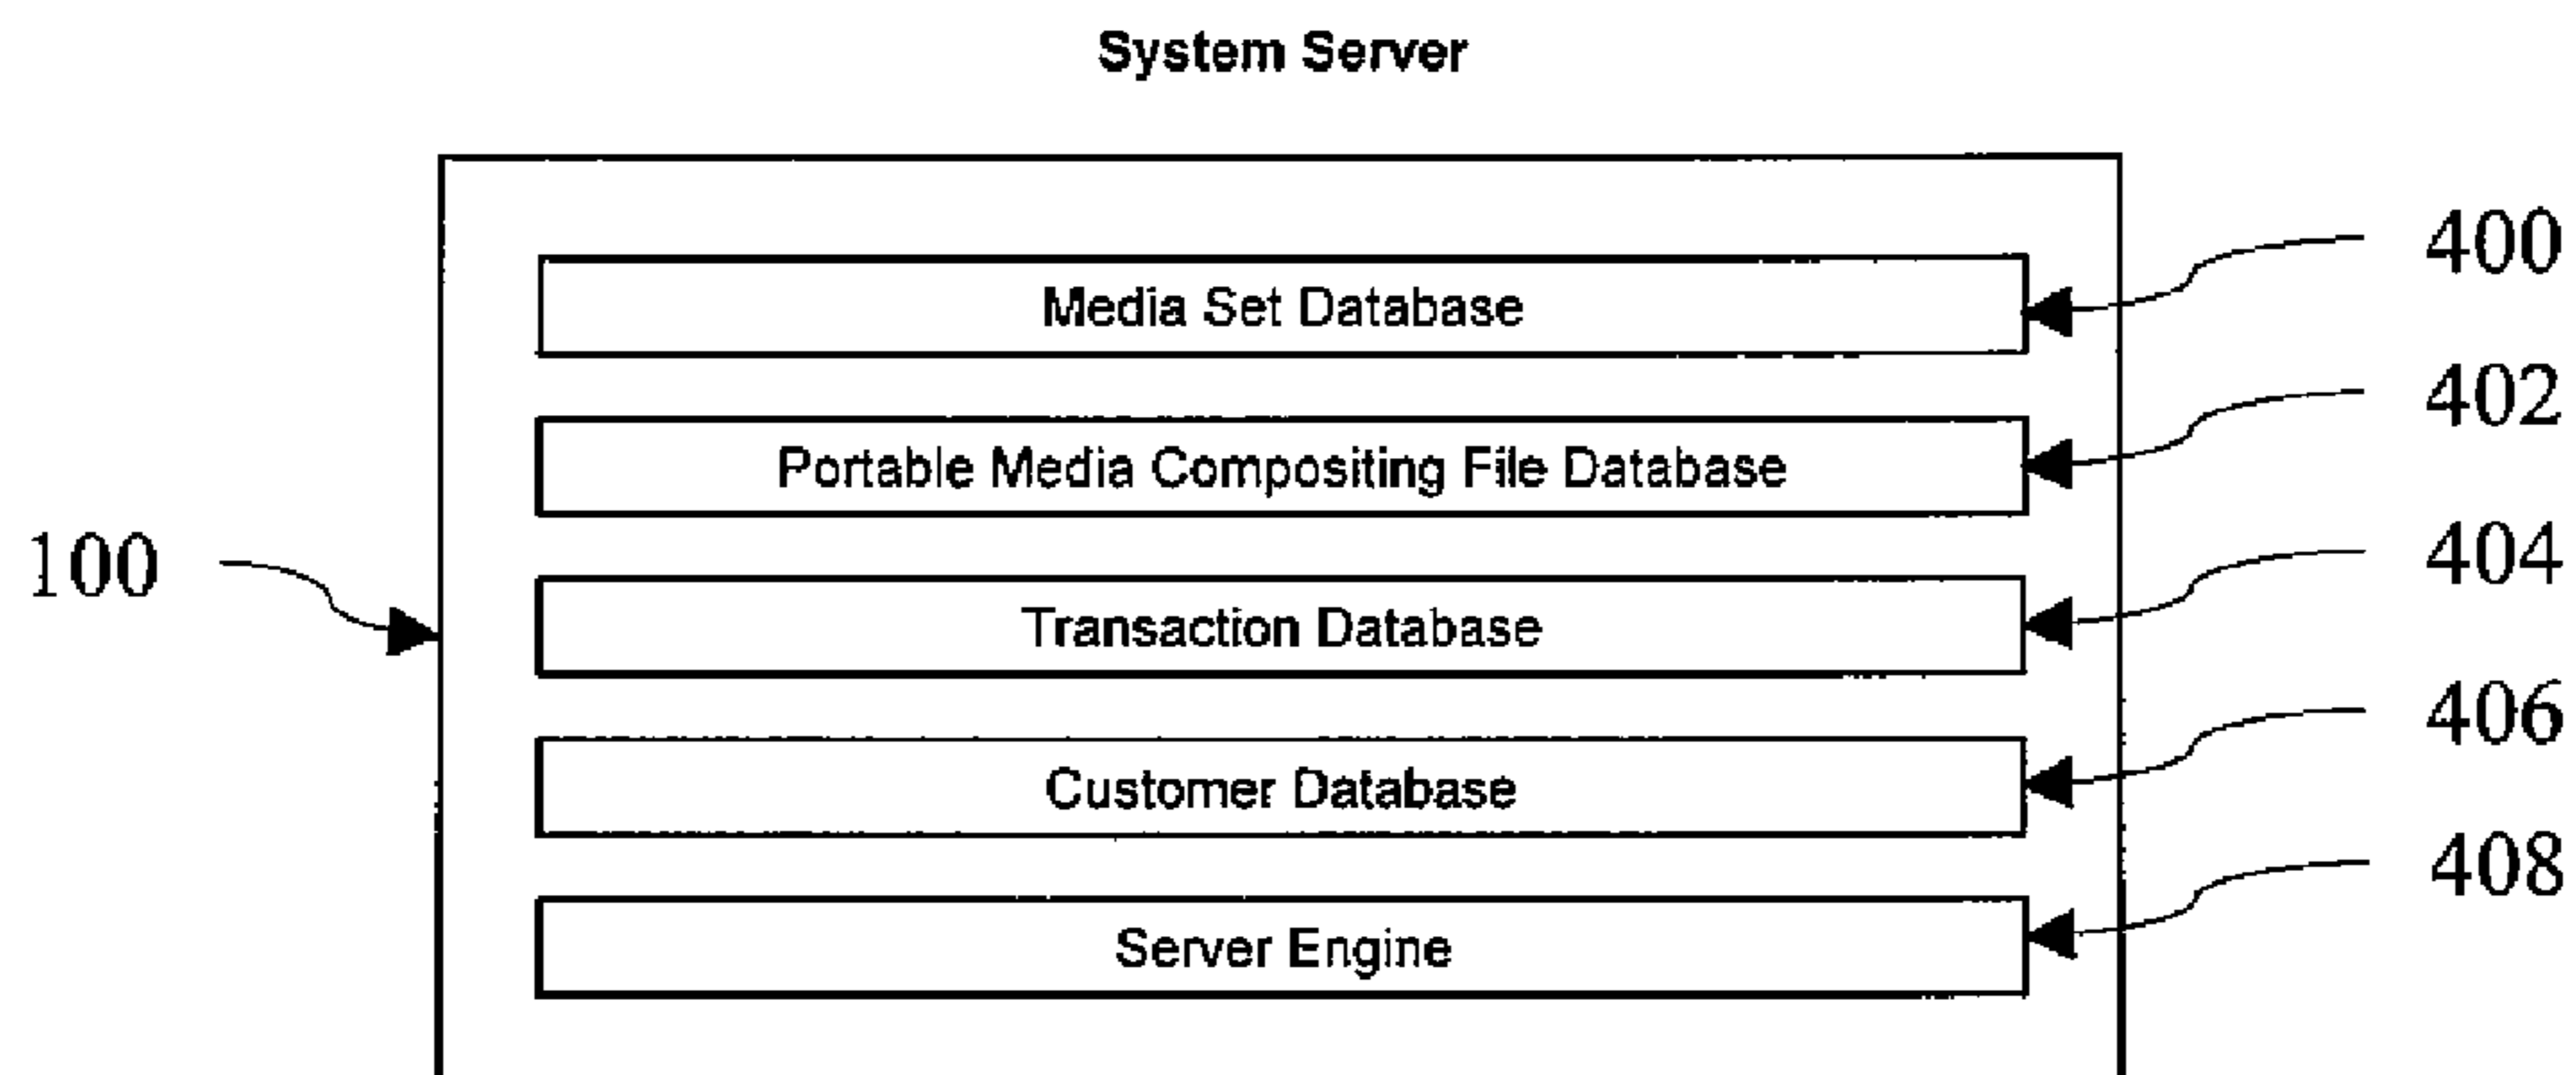 System Server
Media Set Database
400
Portable Media Compositing File Database
402
100
Transaction Database
404
Customer Database
406
Server Engine
408